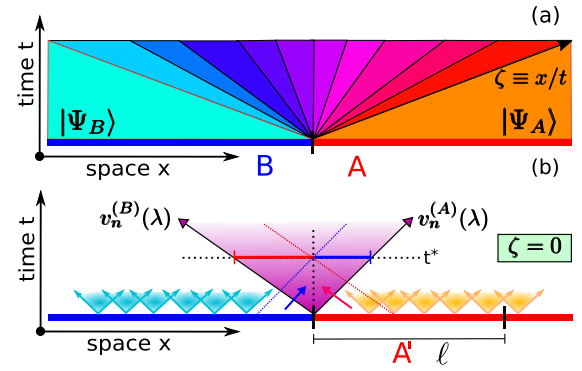 (a)
time t
ζ ≡ x/t
|Ψ_B⟩
|Ψ_A⟩
space x
B
A
(b)
time t
v_n^(B)(λ)
v_n^(A)(λ)
t*
ζ = 0
space x
A'
ℓ